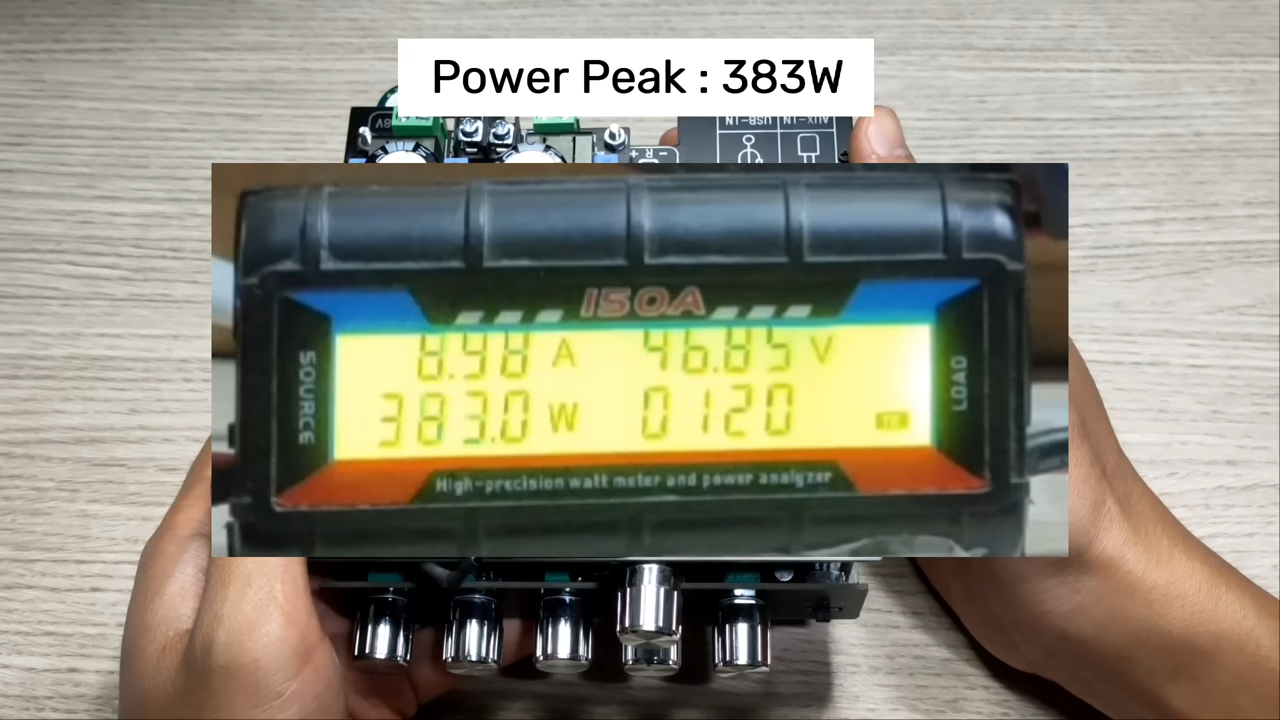 Power Peak : 383W
48V
USB-IN
AUX-IN
- R +
150A
SOURCE
8.98 A 46.85 V
383.0 W 0120
LOAD
High-precision watt meter and power analyzer